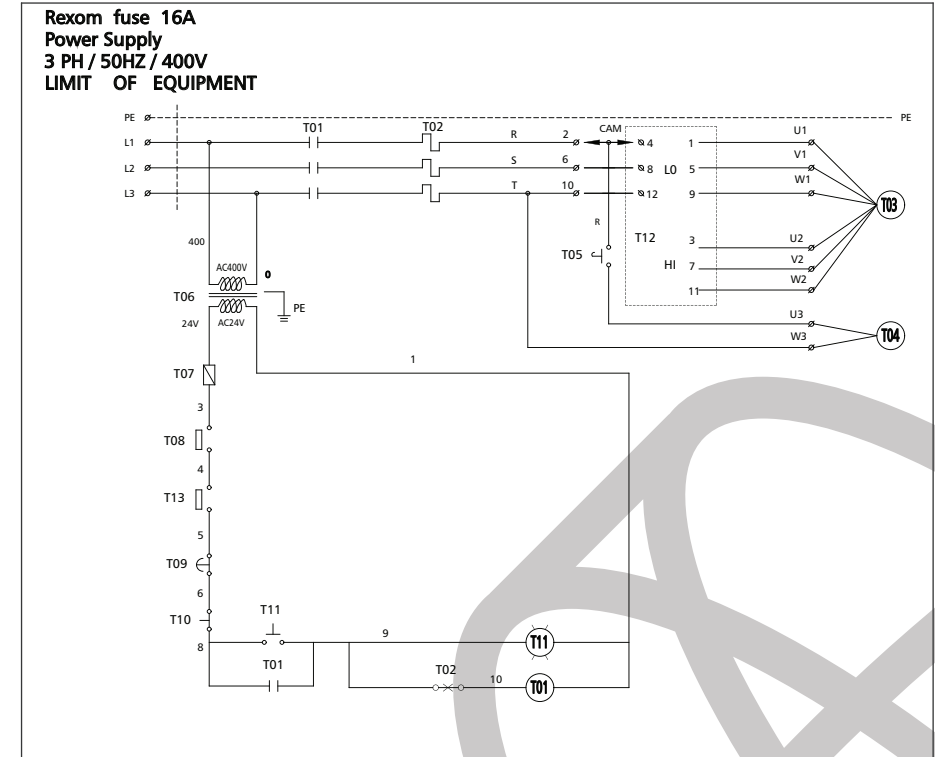 Rexom fuse 16A
Power Supply
3 PH / 50HZ / 400V
LIMIT OF EQUIPMENT
PE PE
L1 T01 T02 R 2 CAM 4 1 U1
L2 S 6 8 L0 5 V1
L3 T 10 12 9 W1
T03
R
400 T05 T12 3 U2
AC400V 0 HI 7 V2
T06 11 W2
PE
24V AC24V U3
W3 T04
1
T07
3
T08
4
T13
5
T09
6
T10 T11
8 9 T11
T01 T02 10 T01